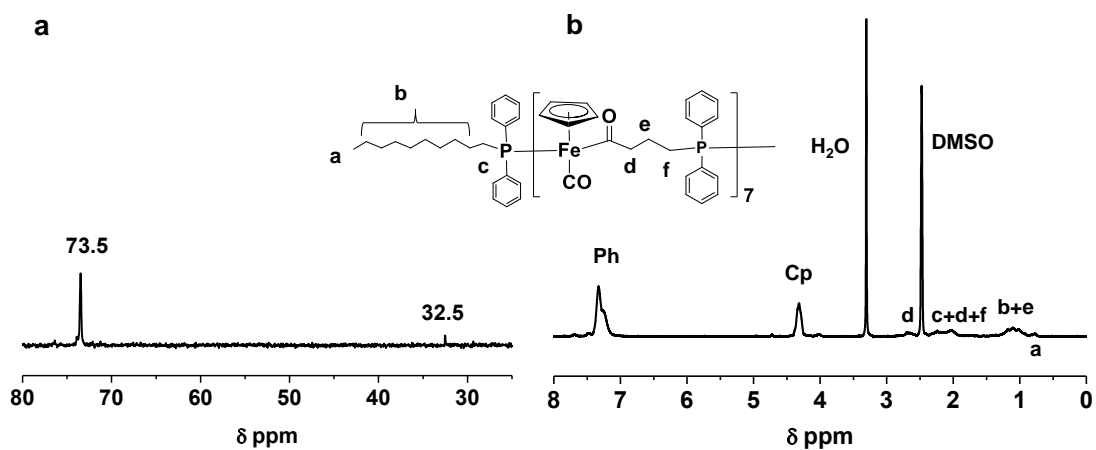 a
73.5
32.5
80 70 60 50 40 30
δ ppm
b
b
a
c
P
Fe
CO
O
d
e
f
P
7
H2O
DMSO
Ph
Cp
d
c+d+f
b+e
a
8 7 6 5 4 3 2 1 0
δ ppm